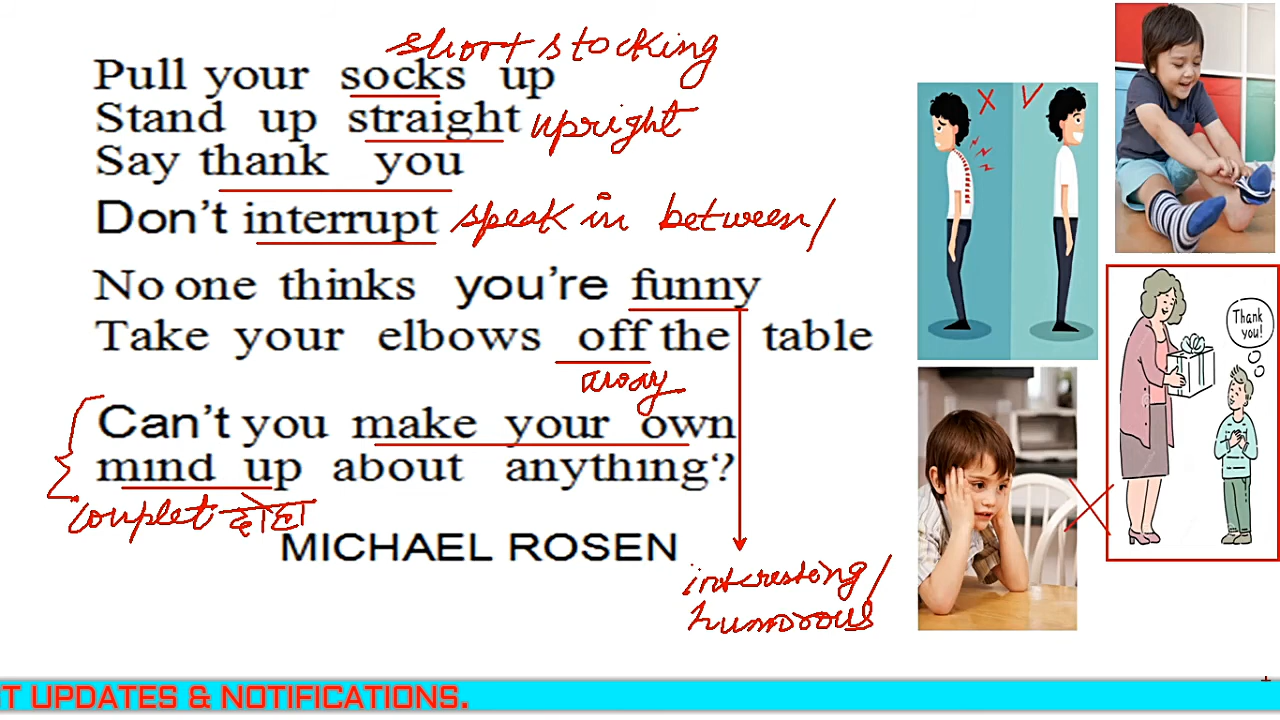 short stocking
Pull your socks up
Stand up straight upright
Say thank you
Don't interrupt speak in between/
No one thinks you're funny
Take your elbows off the table
away
Can't you make your own
mind up about anything‘?
couplet दोहा
MICHAEL ROSEN
interesting/
humorous
X V
Thank
you!
T UPDATES & NOTIFICATIONS.